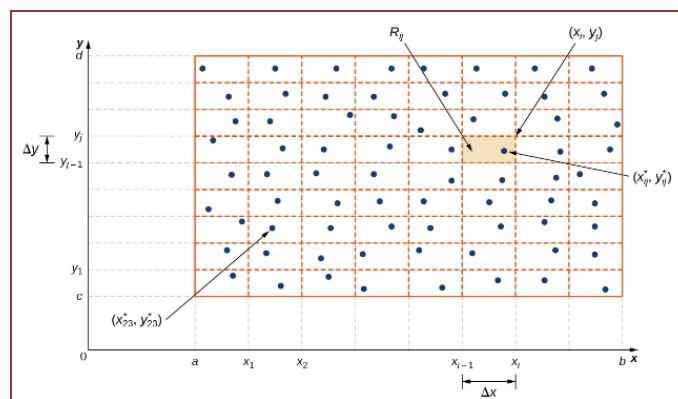 y
d
R_ij
(x_i, y_j)
y_j
Δy
y_{i−1}
(x*_ij, y*_ij)
y_1
c
(x*_23, y*_23)
0
a
x_1
x_2
x_{i−1}
x_i
b
x
Δx